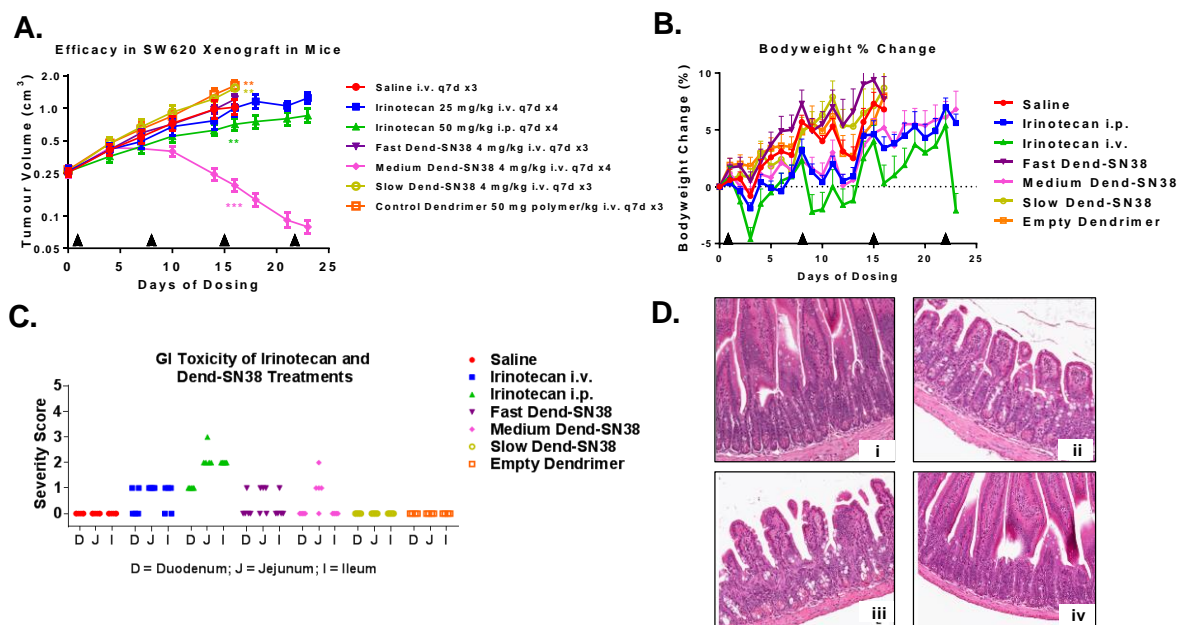 A.
Efficacy in SW620 Xenograft in Mice
Tumour Volume (cm3)
2.0
1.0
0.5
0.25
0.1
0.05
**
**
**
***
0
5
10
15
20
25
Days of Dosing
Saline i.v. q7d x3
Irinotecan 25 mg/kg i.v. q7d x4
Irinotecan 50 mg/kg i.p. q7d x4
Fast Dend-SN38 4 mg/kg i.v. q7d x3
Medium Dend-SN38 4 mg/kg i.v. q7d x4
Slow Dend-SN38 4 mg/kg i.v. q7d x3
Control Dendrimer 50 mg polymer/kg i.v. q7d x3
B.
Bodyweight % Change
Bodyweight Change (%)
10
5
0
-5
0
5
10
15
20
25
Days of Dosing
Saline
Irinotecan i.p.
Irinotecan i.v.
Fast Dend-SN38
Medium Dend-SN38
Slow Dend-SN38
Empty Dendrimer
C.
GI Toxicity of Irinotecan and
Dend-SN38 Treatments
Severity Score
5
4
3
2
1
0
D J I D J I D J I D J I D J I D J I D J I
D = Duodenum; J = Jejunum; I = Ileum
Saline
Irinotecan i.v.
Irinotecan i.p.
Fast Dend-SN38
Medium Dend-SN38
Slow Dend-SN38
Empty Dendrimer
D.
i
ii
iii
iv